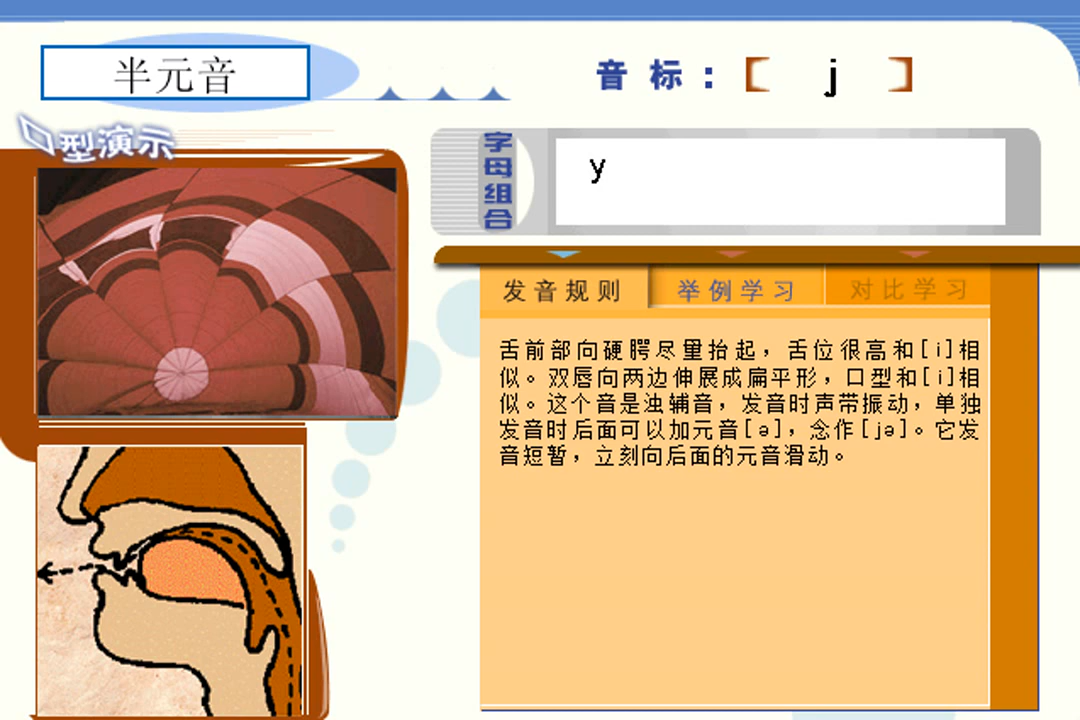 半元音
音 标 ： [ j ]
口型演示
字母组合
y
发音规则
举例学习
对比学习
舌前部向硬腭尽量抬起，舌位很高和[i]相
似。双唇向两边伸展成扁平形，口型和[i]相
似。这个音是浊辅音，发音时声带振动，单独
发音时后面可以加元音[ə]，念作[jə]。它发
音短暂，立刻向后面的元音滑动。